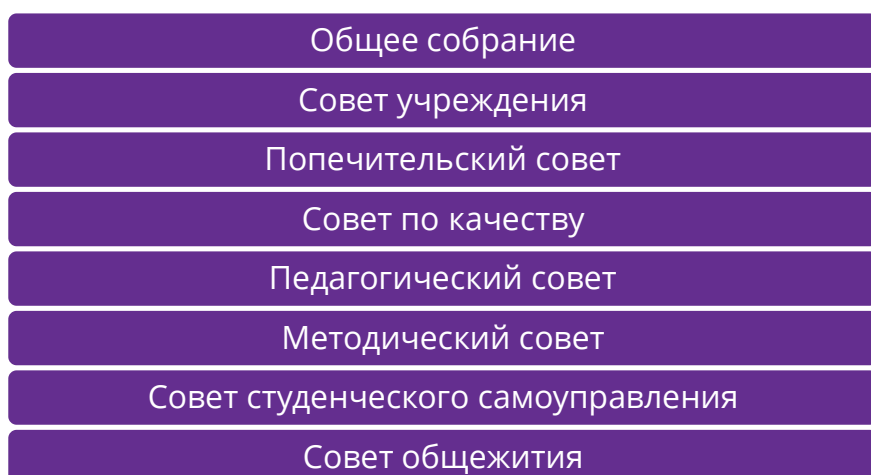 Общее собрание
Совет учреждения
Попечительский совет
Совет по качеству
Педагогический совет
Методический совет
Совет студенческого самоуправления
Совет общежития